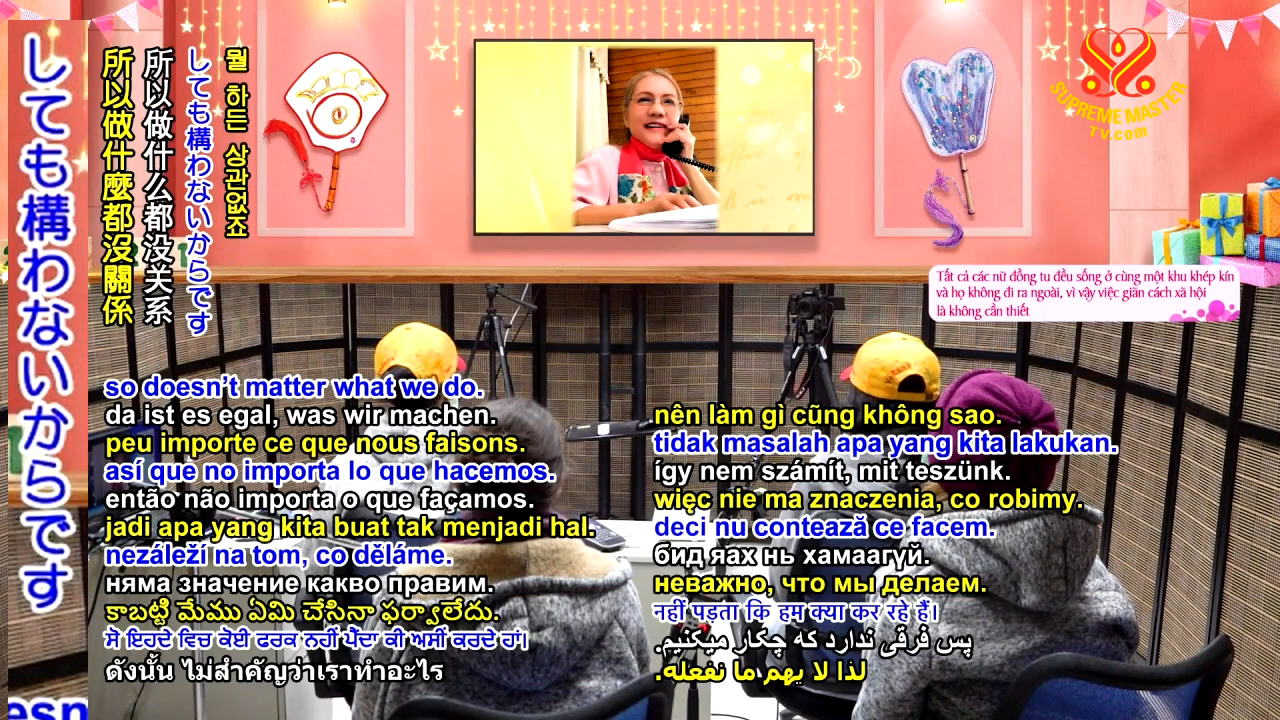 しても構わないからです
所以做什麼都沒關係
所以做什么都没关系
しても構わないからです
뭘 하든 상관없죠
SUPREME MASTER
TV.com
Tất cả các nữ đồng tu đều sống ở cùng một khu khép kín
và họ không đi ra ngoài, vì vậy việc giãn cách xã hội
là không cần thiết
so doesn't matter what we do.
da ist es egal, was wir machen.
peu importe ce que nous faisons.
así que no importa lo que hacemos.
então não importa o que façamos.
jadi apa yang kita buat tak menjadi hal.
nezáleží na tom, co děláme.
няма значение какво правим.
కాబట్టి మేము ఏమి చేసినా ఫర్వాలేదు.
ਸੋ ਇਹਦੇ ਵਿਚ ਕੋਈ ਫਰਕ ਨਹੀਂ ਪੈਂਦਾ ਕੀ ਅਸੀਂ ਕਰਦੇ ਹਾਂ।
ดังนั้น ไม่สำคัญว่าเราทำอะไร
nên làm gì cũng không sao.
tidak masalah apa yang kita lakukan.
így nem számít, mit teszünk.
więc nie ma znaczenia, co robimy.
deci nu contează ce facem.
бид яах нь хамаагүй.
неважно, что мы делаем.
नहीं पड़ता कि हम क्या कर रहे हैं।
پس فرقی ندارد که چکار میکنیم.
لذا لا يهم ما نفعله.
esn